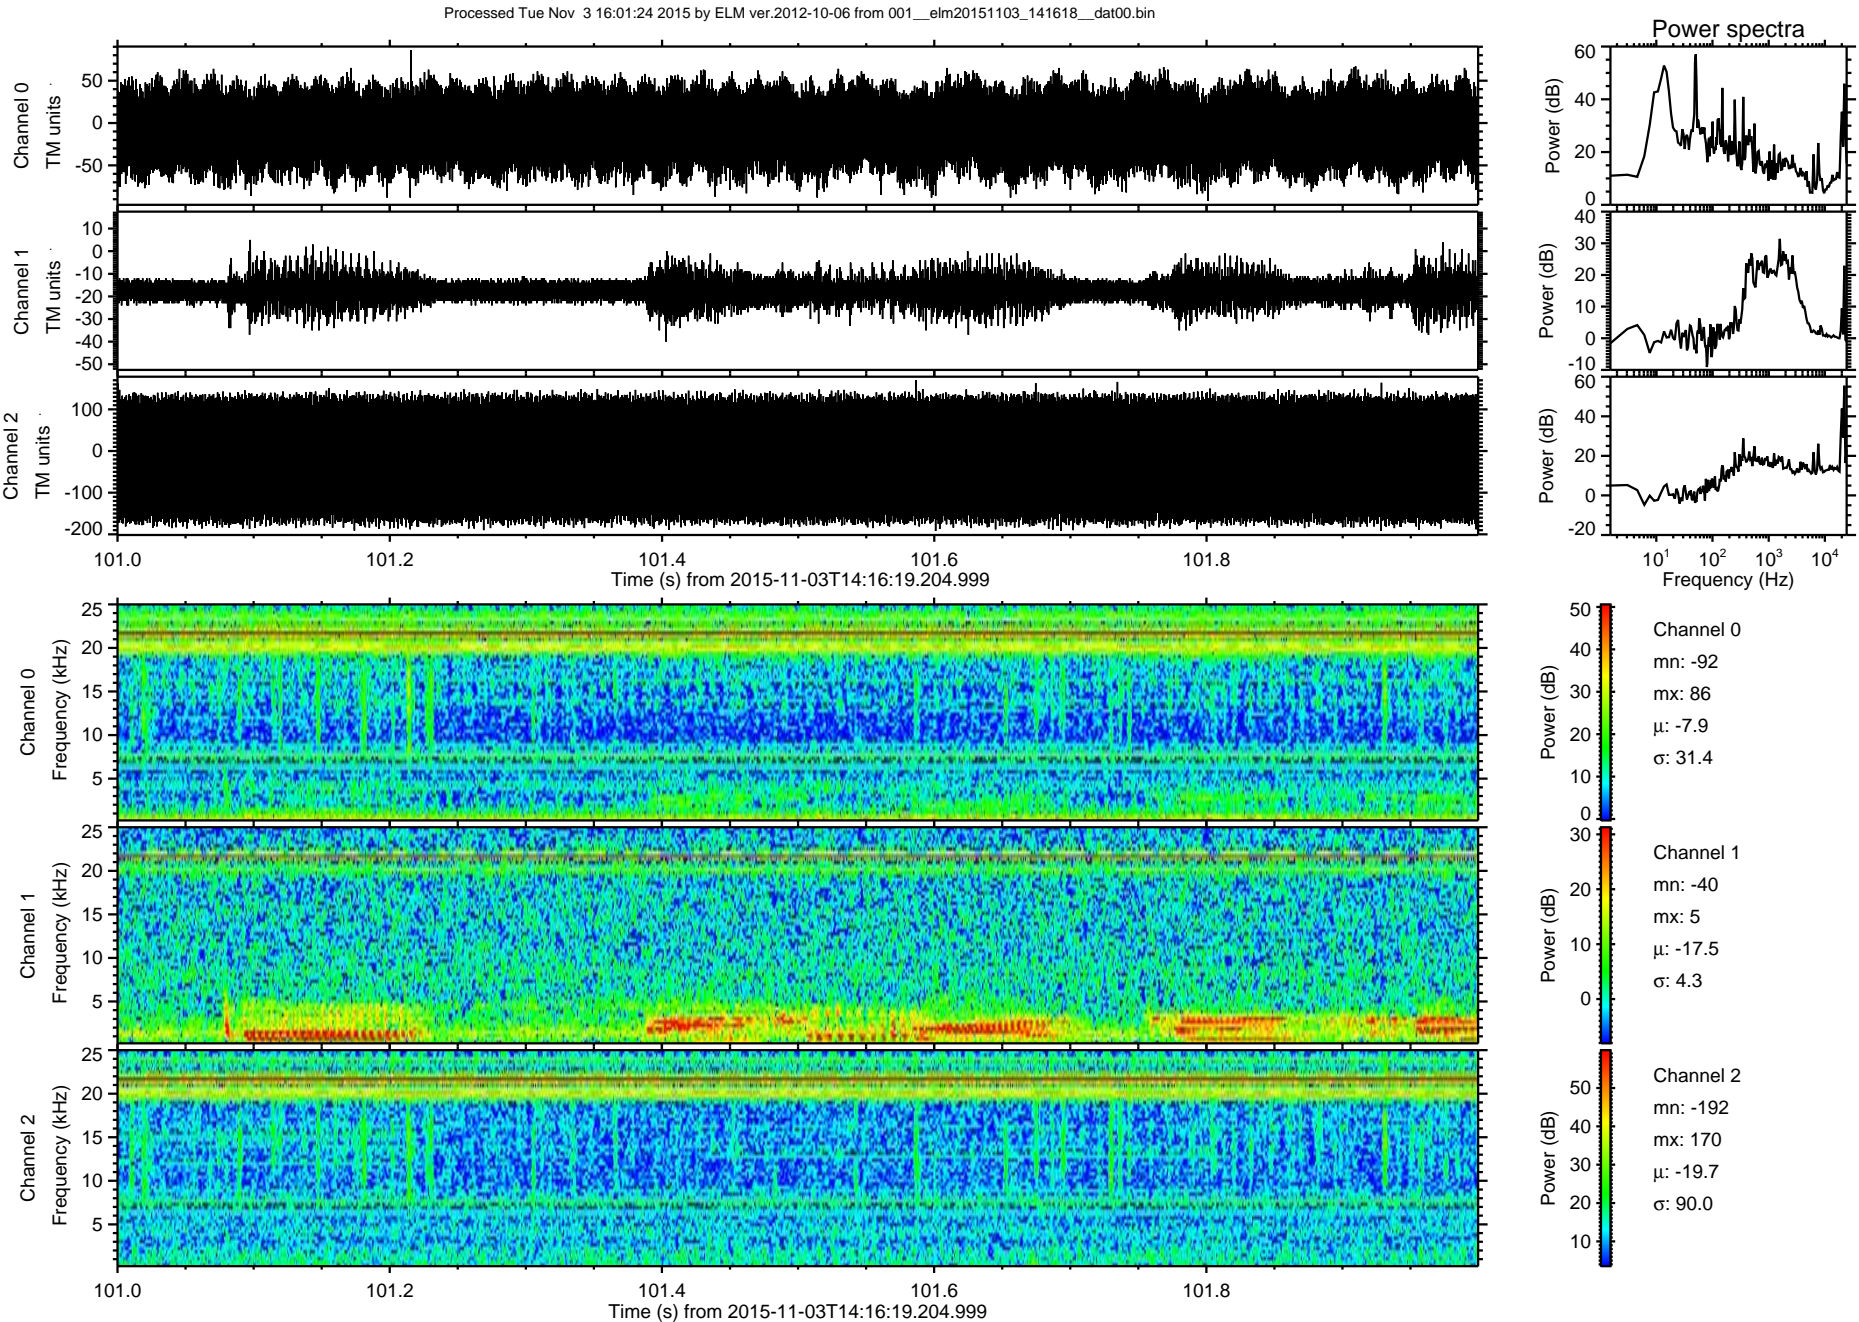 Processed Tue Nov  3 16:01:24 2015 by ELM ver.2012-10-06 from 001__elm20151103_141618__dat00.bin
Power spectra
Channel 0
TM units
50
0
-50
Power (dB)
60
40
20
0
Channel 1
TM units
10
0
-10
-20
-30
-40
-50
Power (dB)
40
30
20
10
0
-10
Channel 2
TM units
100
0
-100
-200
Power (dB)
60
40
20
0
-20
101.0 101.2 101.4 101.6 101.8
Time (s) from 2015-11-03T14:16:19.204.999
10¹ 10² 10³ 10⁴
Frequency (Hz)
Channel 0
Frequency (kHz)
25
20
15
10
5
Power (dB)
50
40
30
20
10
0
Channel 0
mn: -92
mx: 86
μ: -7.9
σ: 31.4
Channel 1
Frequency (kHz)
25
20
15
10
5
Power (dB)
30
20
10
0
Channel 1
mn: -40
mx: 5
μ: -17.5
σ: 4.3
Channel 2
Frequency (kHz)
25
20
15
10
5
Power (dB)
50
40
30
20
10
Channel 2
mn: -192
mx: 170
μ: -19.7
σ: 90.0
101.0 101.2 101.4 101.6 101.8
Time (s) from 2015-11-03T14:16:19.204.999